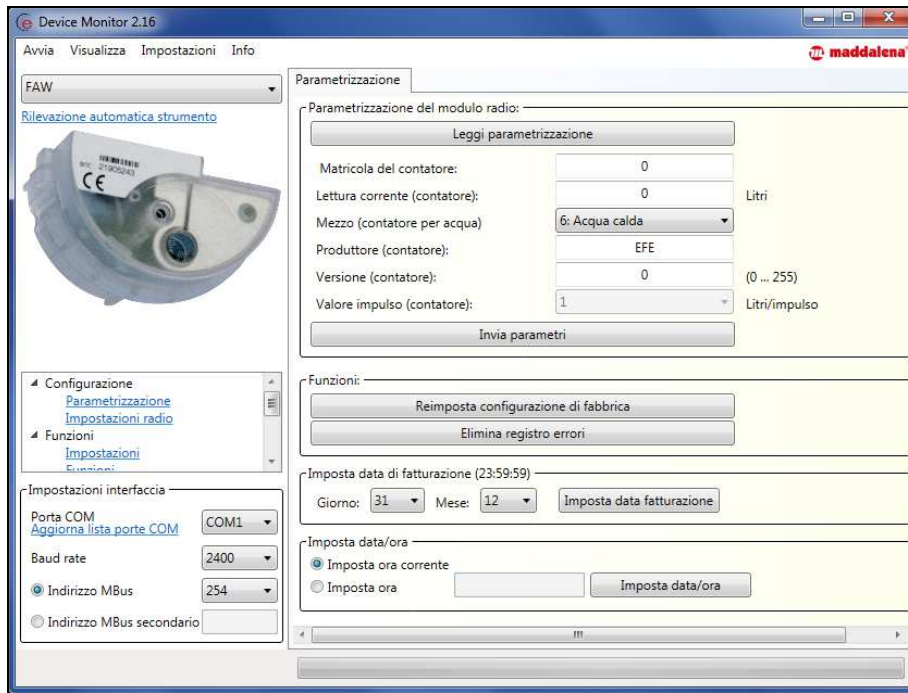 Device Monitor 2.16
Avvia Visualizza Impostazioni Info
maddalena
FAW
Rilevazione automatica strumento
CE
Configurazione
Parametrizzazione
Impostazioni radio
Funzioni
Impostazioni
Funzioni
Impostazioni interfaccia
Porta COM
COM1
Aggiorna lista porte COM
Baud rate 2400
Indirizzo MBus 254
Indirizzo MBus secondario
Parametrizzazione
Parametrizzazione del modulo radio:
Leggi parametrizzazione
Matricola del contatore: 0
Lettura corrente (contatore): 0 Litri
Mezzo (contatore per acqua) 6: Acqua calda
Produttore (contatore): EFE
Versione (contatore): 0 (0 ... 255)
Valore impulso (contatore): 1 Litri/impulso
Invia parametri
Funzioni:
Reimposta configurazione di fabbrica
Elimina registro errori
Imposta data di fatturazione (23:59:59)
Giorno: 31 Mese: 12 Imposta data fatturazione
Imposta data/ora
Imposta ora corrente
Imposta ora Imposta data/ora